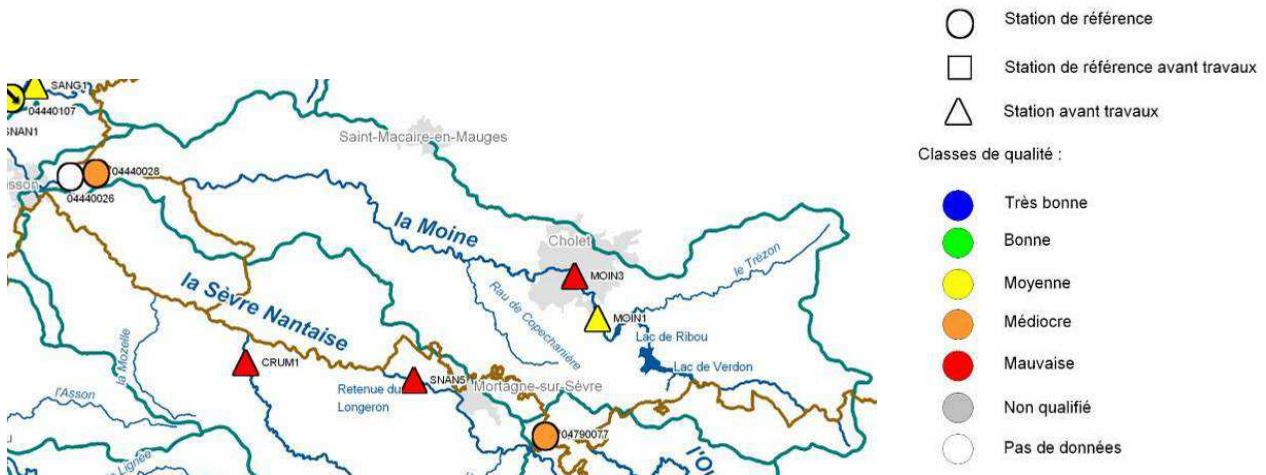 SANG1
04440107
SNAN1
Saint-Macaire-en-Mauges
04440028
04440026
la Moine
Cholet
le Trézon
MOIN3
la Sèvre Nantaise
Rau de Copechanière
MOIN1
Lac de Ribou
la Mozelle
CRUM1
Lac de Verdon
SNAN5
Mortagne-sur-Sèvre
Retenue du
Longeron
l'Asson
04790077
la Lignée
Station de référence
Station de référence avant travaux
Station avant travaux
Classes de qualité :
Très bonne
Bonne
Moyenne
Médiocre
Mauvaise
Non qualifié
Pas de données